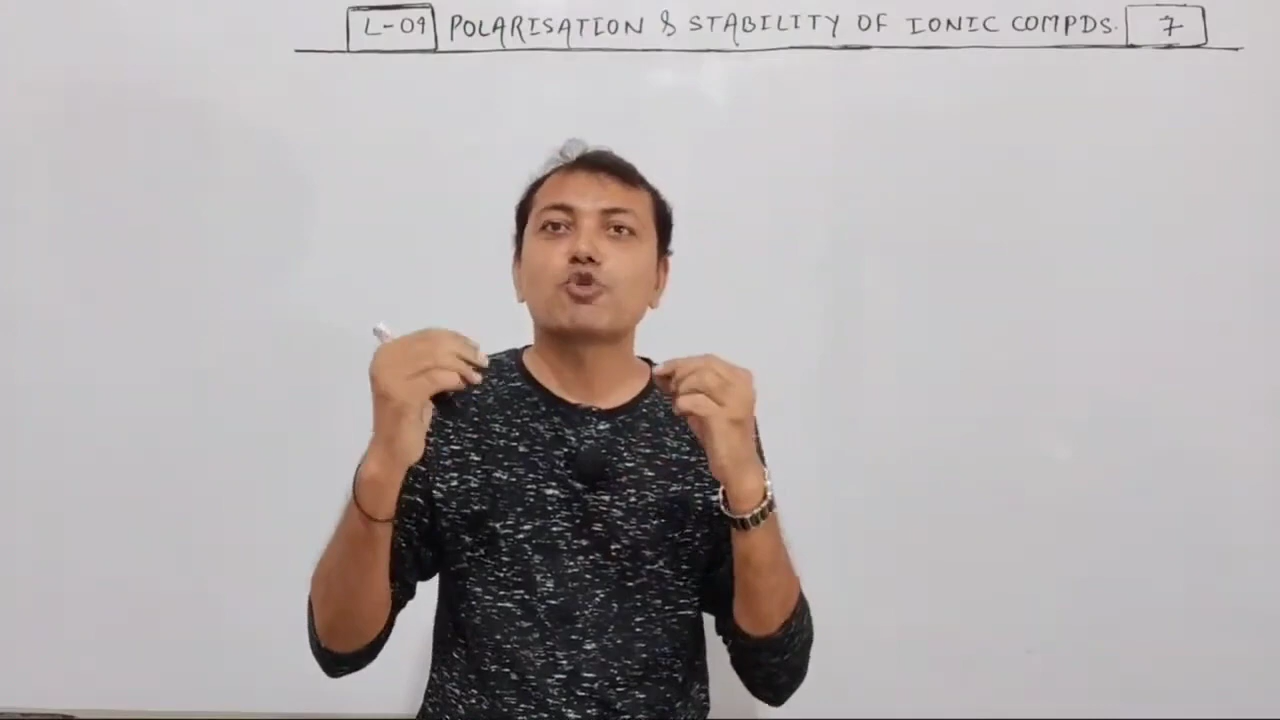 L-09 POLARISATION & STABILITY OF IONIC COMPDS. 7